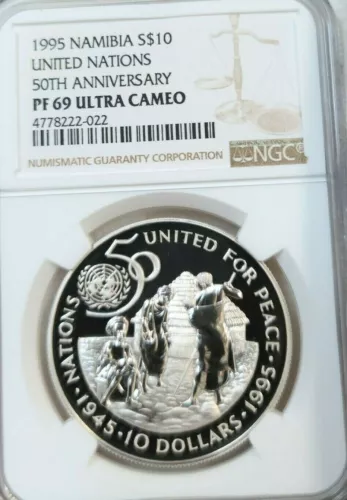 1995 NAMIBIA S$10
UNITED NATIONS
50TH ANNIVERSARY
PF 69 ULTRA CAMEO
4778222-022
NUMISMATIC GUARANTY CORPORATION
NGC®
50
UNITED FOR PEACE
NATIONS · 1945 · 10 DOLLARS · 1995 ·